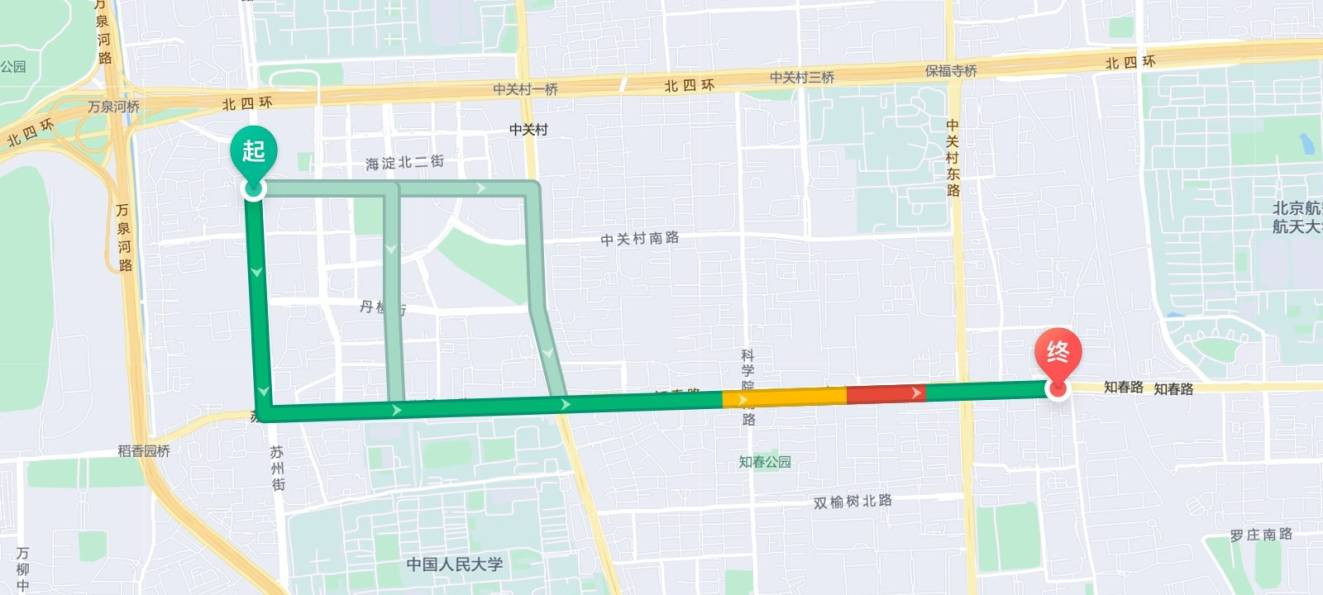 万泉河路
公园
北四环
中关村三桥
保福寺桥
中关村一桥
北四环
北四环
万泉河桥
北四环
中关村
起
海淀北二街
中关村东路
万泉河路
中关村南路
北京航
航天大
丹
街
科学院
路
终
知春路
知春路
稻香园桥
苏州街
知春公园
双榆树北路
罗庄南路
万柳中
中国人民大学